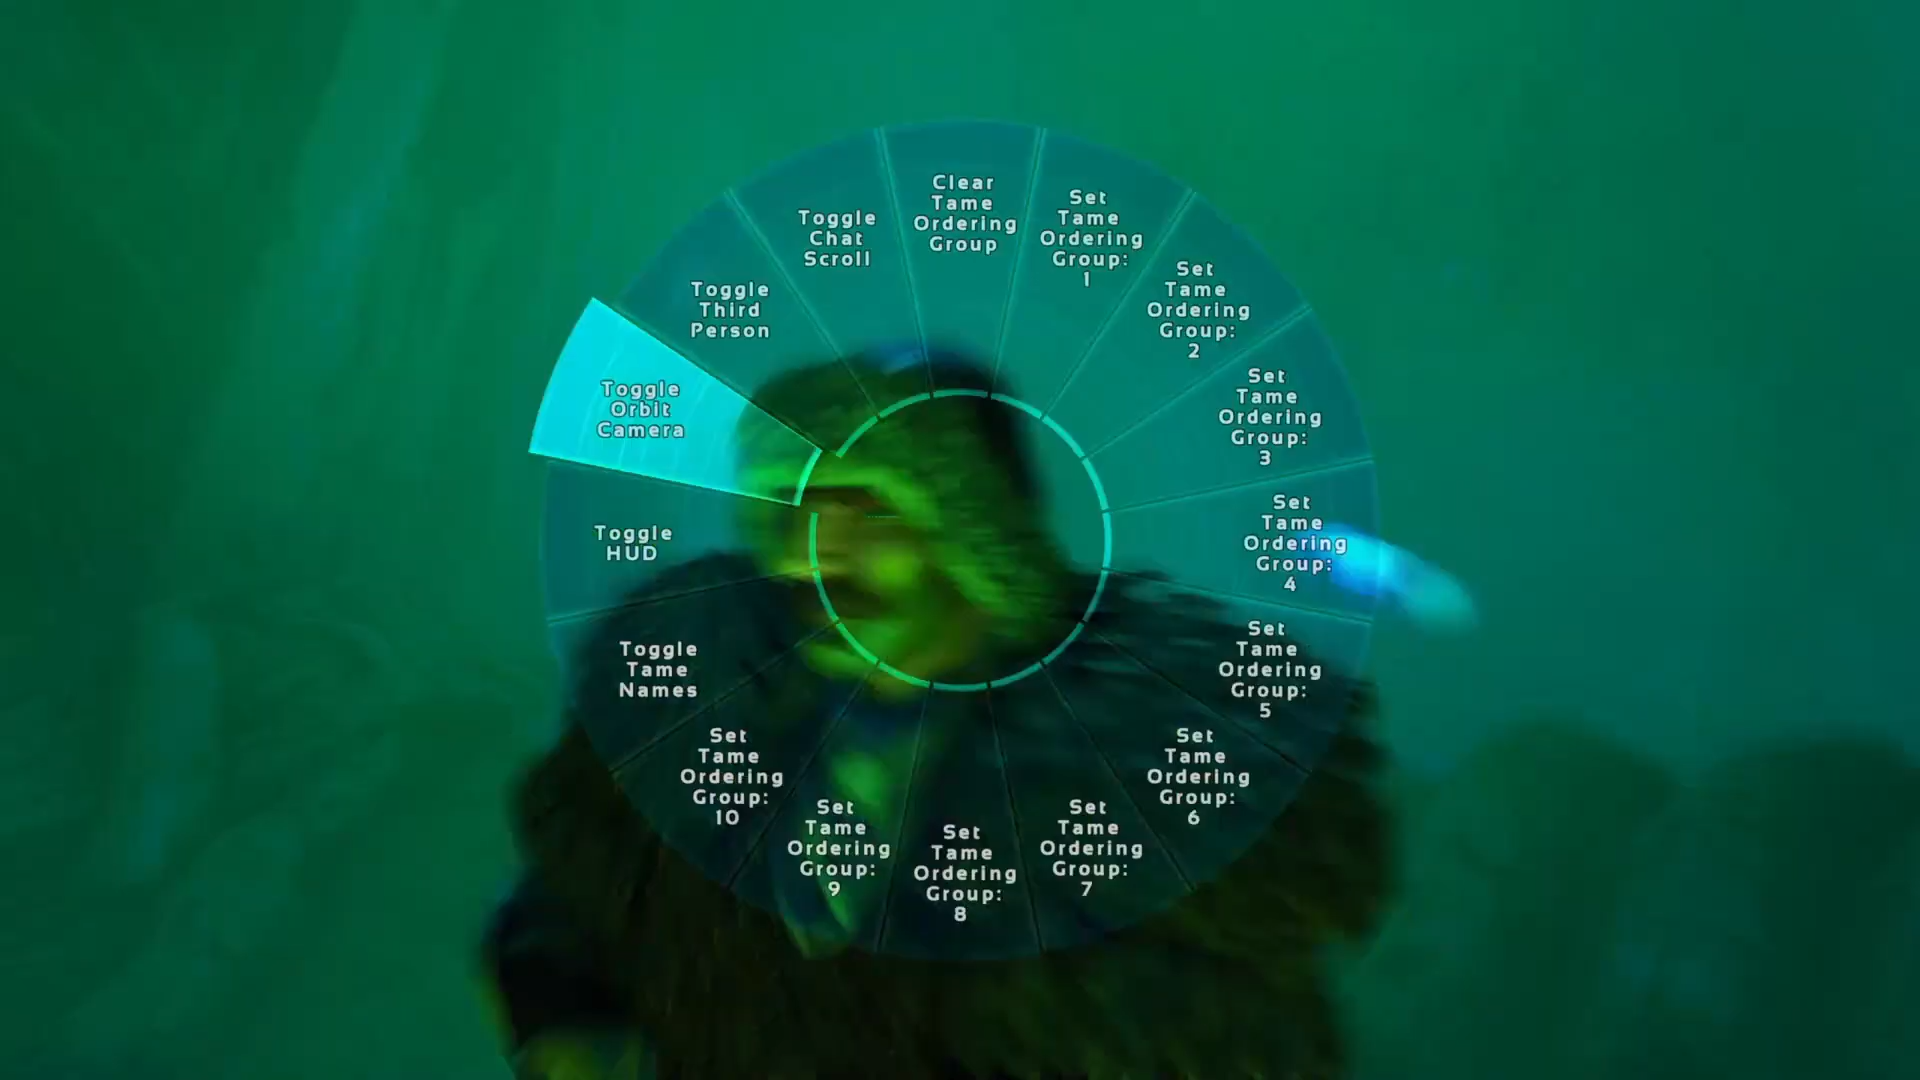 Clear
Tame
Ordering
Group
Set
Tame
Ordering
Group:
1
Set
Tame
Ordering
Group:
2
Set
Tame
Ordering
Group:
3
Set
Tame
Ordering
Group:
4
Set
Tame
Ordering
Group:
5
Set
Tame
Ordering
Group:
6
Set
Tame
Ordering
Group:
7
Set
Tame
Ordering
Group:
8
Set
Tame
Ordering
Group:
9
Set
Tame
Ordering
Group:
10
Toggle
Tame
Names
Toggle
HUD
Toggle
Orbit
Camera
Toggle
Third
Person
Toggle
Chat
Scroll